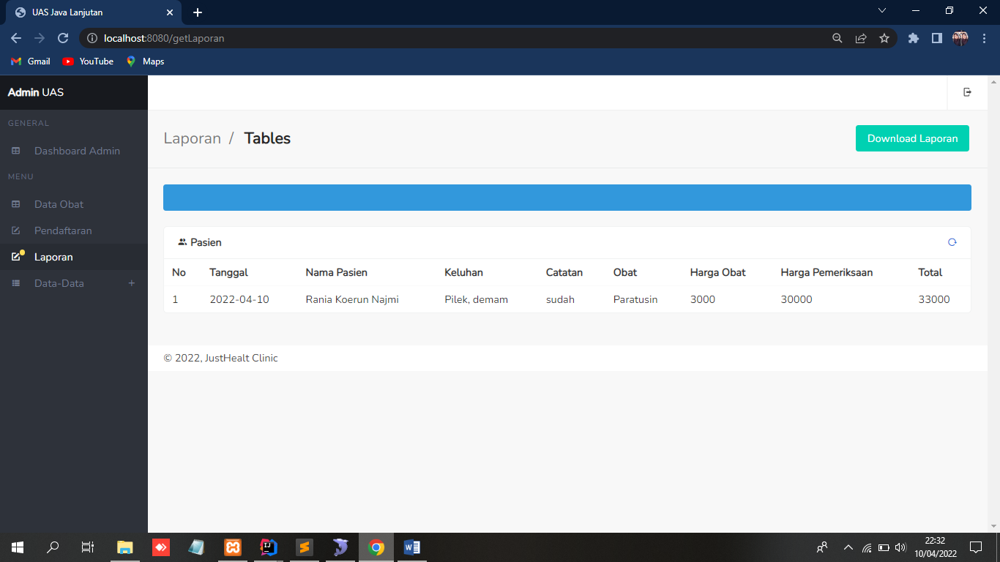 UAS Java Lanjutan
localhost:8080/getLaporan
Gmail YouTube Maps
Admin UAS
GENERAL
Dashboard Admin
MENU
Data Obat
Pendaftaran
Laporan
Data-Data +
Laporan / Tables
Download Laporan
Pasien
No Tanggal Nama Pasien Keluhan Catatan Obat Harga Obat Harga Pemeriksaan Total
1 2022-04-10 Rania Koerun Najmi Pilek, demam sudah Paratusin 3000 30000 33000
© 2022, JustHealt Clinic
22:32
10/04/2022